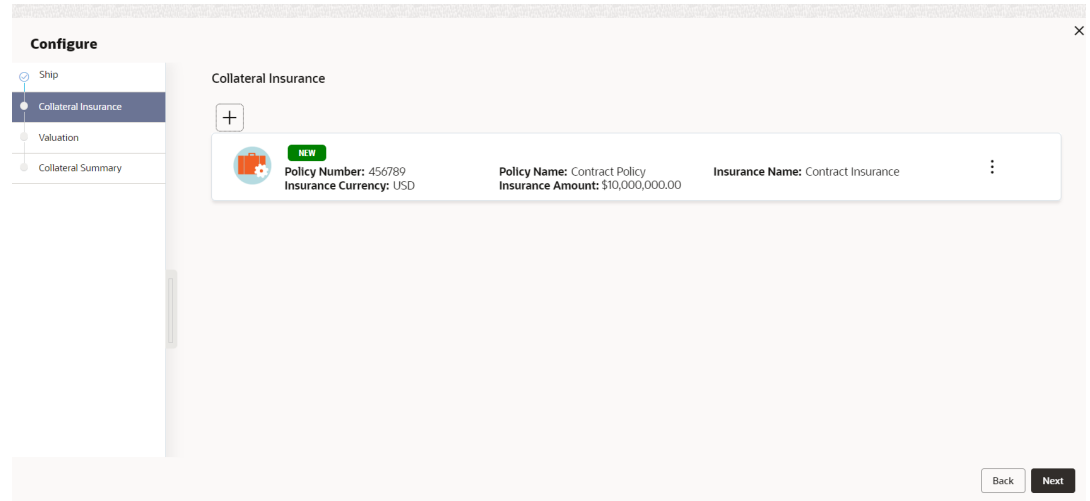 Configure
Ship
Collateral Insurance
Valuation
Collateral Summary
Collateral Insurance
NEW
Policy Number: 456789 Policy Name: Contract Policy Insurance Name: Contract Insurance
Insurance Currency: USD Insurance Amount: $10,000,000.00
Back Next